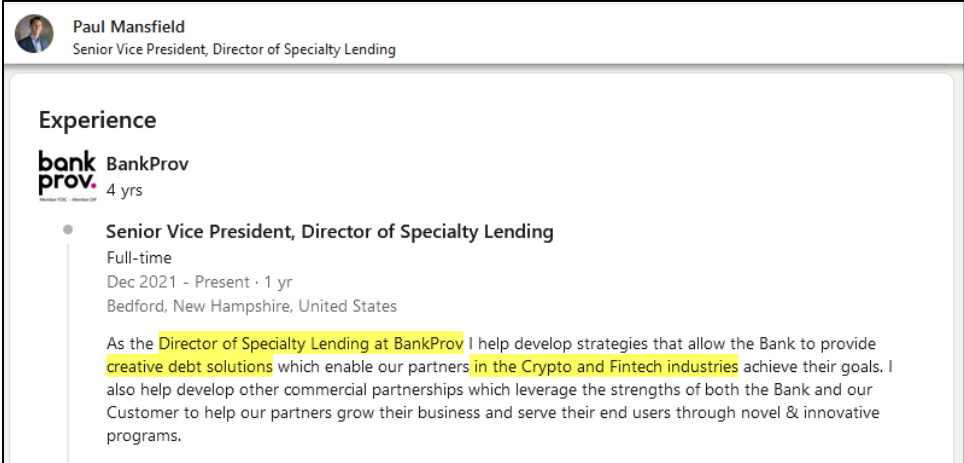 Paul Mansfield
Senior Vice President, Director of Specialty Lending
Experience
bank
prov.
Member FDIC - Member DIF
BankProv
4 yrs
Senior Vice President, Director of Specialty Lending
Full-time
Dec 2021 - Present · 1 yr
Bedford, New Hampshire, United States
As the Director of Specialty Lending at BankProv I help develop strategies that allow the Bank to provide
creative debt solutions which enable our partners in the Crypto and Fintech industries achieve their goals. I
also help develop other commercial partnerships which leverage the strengths of both the Bank and our
Customer to help our partners grow their business and serve their end users through novel & innovative
programs.